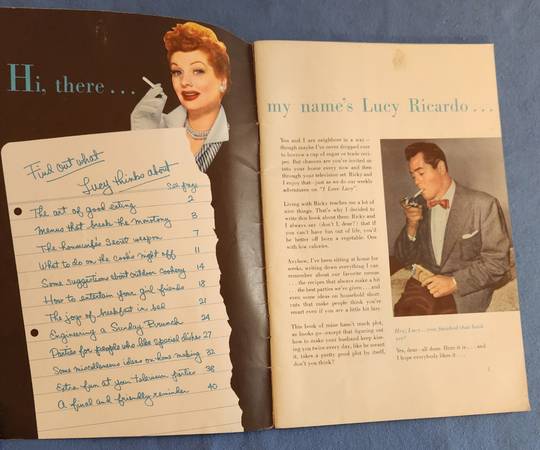 Hi, there...
Find out what
Lucy thinks about
See page
The art of good eating 2
Menus that break the monotony 3
The housewife's secret weapon 7
What to do on the Cook's night off 11
Some suggestions about outdoor Cookery 14
How to entertain your girl friends 18
The joys of breakfast in bed 21
Engineering a Sunday Brunch 24
Parties for people who like special dishes 27
Some miscellaneous ideas on home making 32
Extra fun at your television parties 38
A final and friendly reminder 40
my name's Lucy Ricardo...
You and I are neighbors in a way—
though maybe I've never dropped over
to borrow a cup of sugar or trade reci-
pes. But chances are you've invited us
into your home every now and then
through your television set. Ricky and
I enjoy that—just as we do our weekly
adventures on "I Love Lucy".
Living with Ricky teaches me a lot of
nice things. That's why I decided to
write this book about them. Ricky and
I always say (don't I, dear?) that if
you can't have fun out of life, you'd
be better off been a vegetable. One
with few calories.
Anyhow, I've been sitting at home for
weeks, writing down everything I can
remember about our favorite menus
... the recipes that always make a hit
... the best parties we've given ... and
even some ideas on household short
cuts that make people think you're
smart even if you are a little bit lazy.
This book of mine hasn't much plot,
as books go—except that figuring out
how to make your husband keep kiss-
ing you twice every day, like he meant
it, takes a pretty good plot by itself,
don't you think?
Hey, Lucy—you finished that book
yet?
Yes, dear—all done. Here it is ... and
I hope everybody likes it ...